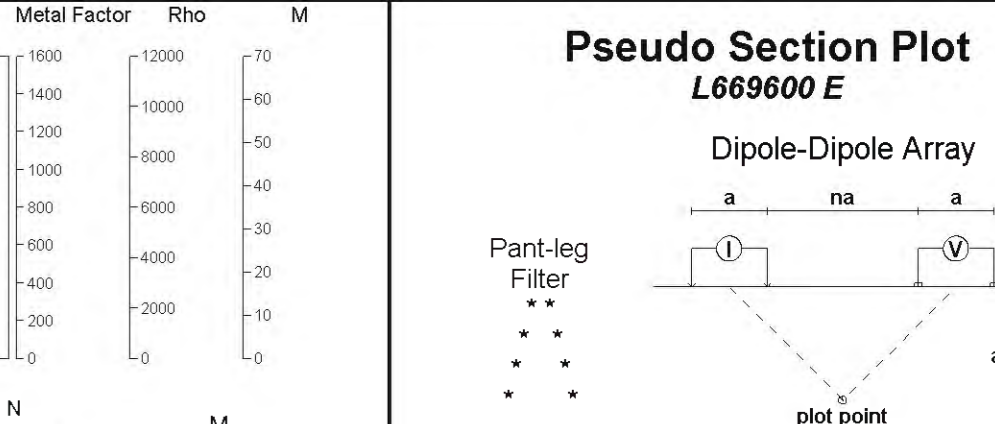 Metal Factor Rho M
1600 12000 70
1400 10000 60
1200 8000 50
1000 6000 40
800 4000 30
600 2000 20
400 0 10
200 0
0
N
M
Pseudo Section Plot
L669600 E
Dipole-Dipole Array
a na a
I V
Pant-leg
Filter
* *
* *
* *
* *
a
plot point